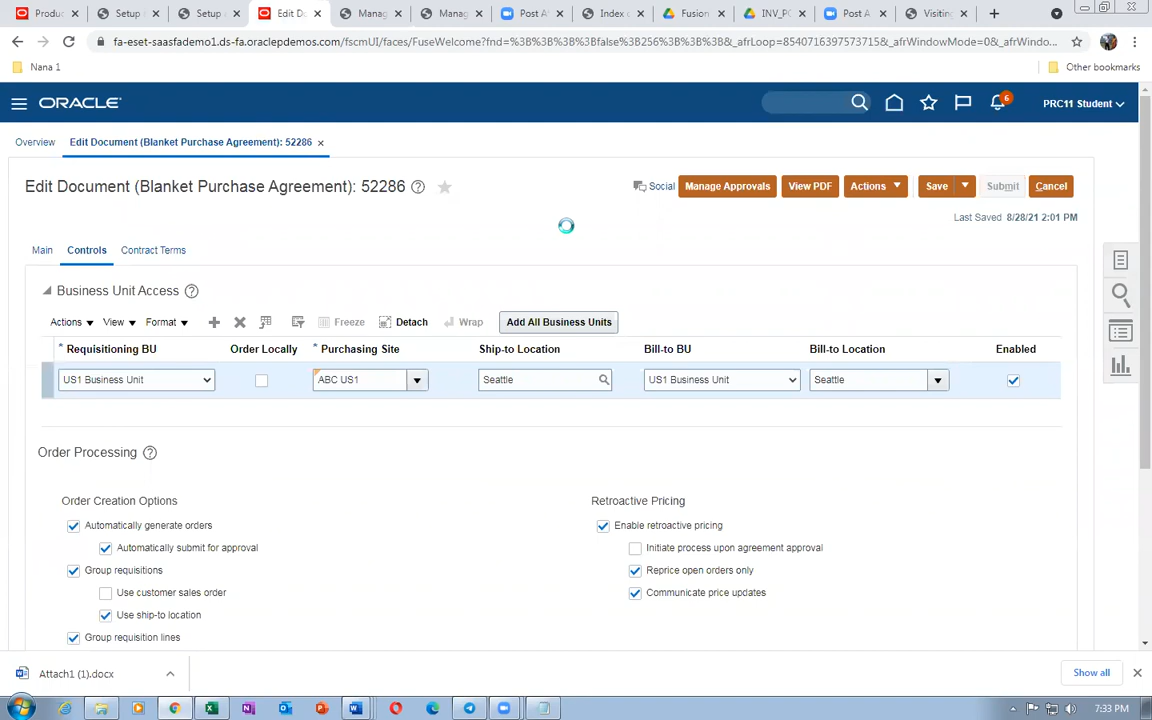 Produc
Setup
Setup
Edit D
Manag
Manag
Post A
Index
Fusion
INV_P
Post A
Visiting
fa-eset-saasfademo1.ds-fa.oraclepdemos.com/fscmUI/faces/FuseWelcome?fnd=%3B%3B%3B%3Bfalse%3B256%3B%3B%3B&_afrLoop=8540716397573715&_afrWindowMode=0&_afrWindo...
Nana 1
Other bookmarks
ORACLE
6
PRC11 Student
Overview
Edit Document (Blanket Purchase Agreement): 52286
Edit Document (Blanket Purchase Agreement): 52286
Social
Manage Approvals
View PDF
Actions
Save
Submit
Cancel
Last Saved 8/28/21 2:01 PM
Main
Controls
Contract Terms
Business Unit Access
Actions
View
Format
Freeze
Detach
Wrap
Add All Business Units
* Requisitioning BU
Order Locally
* Purchasing Site
Ship-to Location
Bill-to BU
Bill-to Location
Enabled
US1 Business Unit
ABC US1
Seattle
US1 Business Unit
Seattle
Order Processing
Order Creation Options
Retroactive Pricing
Automatically generate orders
Enable retroactive pricing
Automatically submit for approval
Initiate process upon agreement approval
Group requisitions
Reprice open orders only
Use customer sales order
Communicate price updates
Use ship-to location
Group requisition lines
Attach1 (1).docx
Show all
7:33 PM